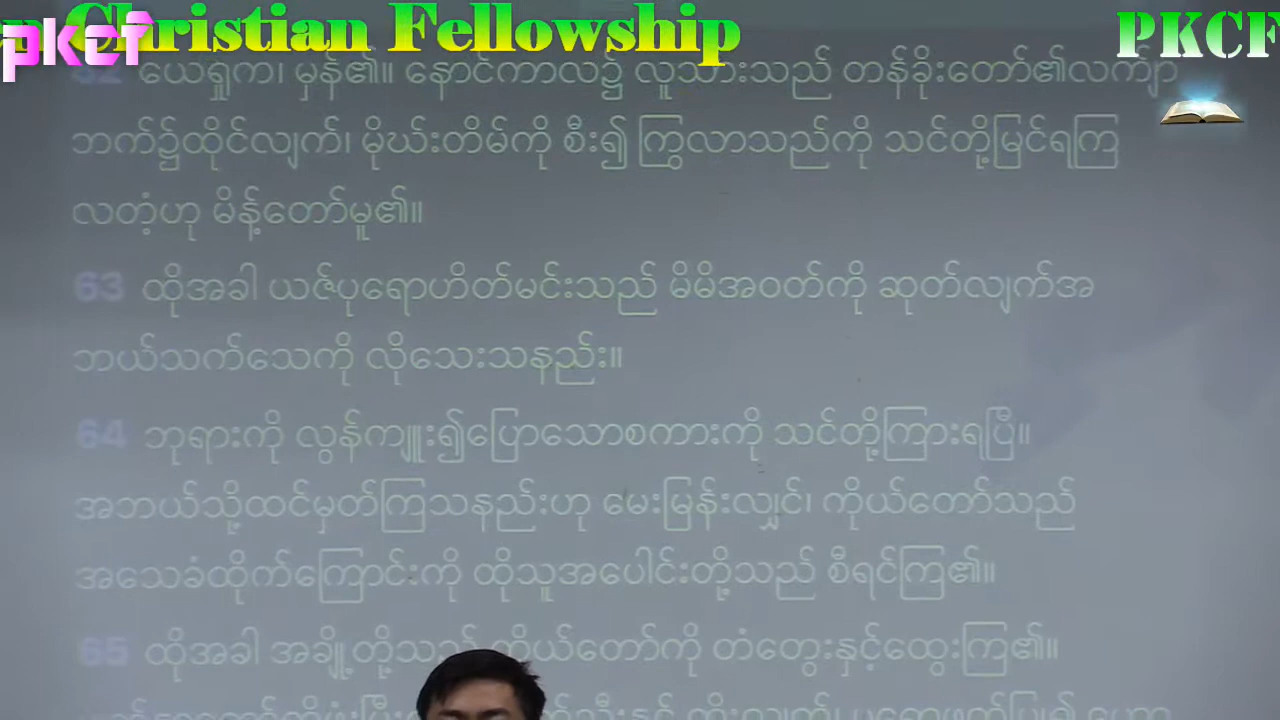 Christian Fellowship
pkcf
PKCF
62 ယေရှုက၊ မှန်၏။ နောင်ကာလ၌ လူသားသည် တန်ခိုးတော်၏လက်ျာ
ဘက်၌ထိုင်လျက်၊ မိုဃ်းတိမ်ကို စီး၍ ကြွလာသည်ကို သင်တို့မြင်ရကြ
လတံ့ဟု မိန့်တော်မူ၏။
63 ထိုအခါ ယဇ်ပုရောဟိတ်မင်းသည် မိမိအဝတ်ကို ဆုတ်လျက်အ
ဘယ်သက်သေကို လိုသေးသနည်း။
64 ဘုရားကို လွန်ကျူး၍ပြောသောစကားကို သင်တို့ကြားရပြီ။
အဘယ်သို့ထင်မှတ်ကြသနည်းဟု မေးမြန်းလျှင်၊ ကိုယ်တော်သည်
အသေခံထိုက်ကြောင်းကို ထိုသူအပေါင်းတို့သည် စီရင်ကြ၏။
65 ထိုအခါ အချို့တို့သည် ကိုယ်တော်ကို တံတွေးနှင့်ထွေးကြ၏။